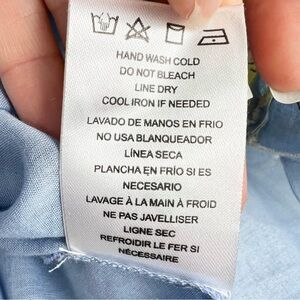 HAND WASH COLD
DO NOT BLEACH
LINE DRY
COOL IRON IF NEEDED
LAVADO DE MANOS EN FRIO
NO USA BLANQUEADOR
LÍNEA SECA
PLANCHA EN FRÍO SI ES
NECESARIO
LAVAGE À LA MAIN À FROID
NE PAS JAVELLISER
LIGNE SEC
REFROIDIR LE FER SI
NÉCESSAIRE